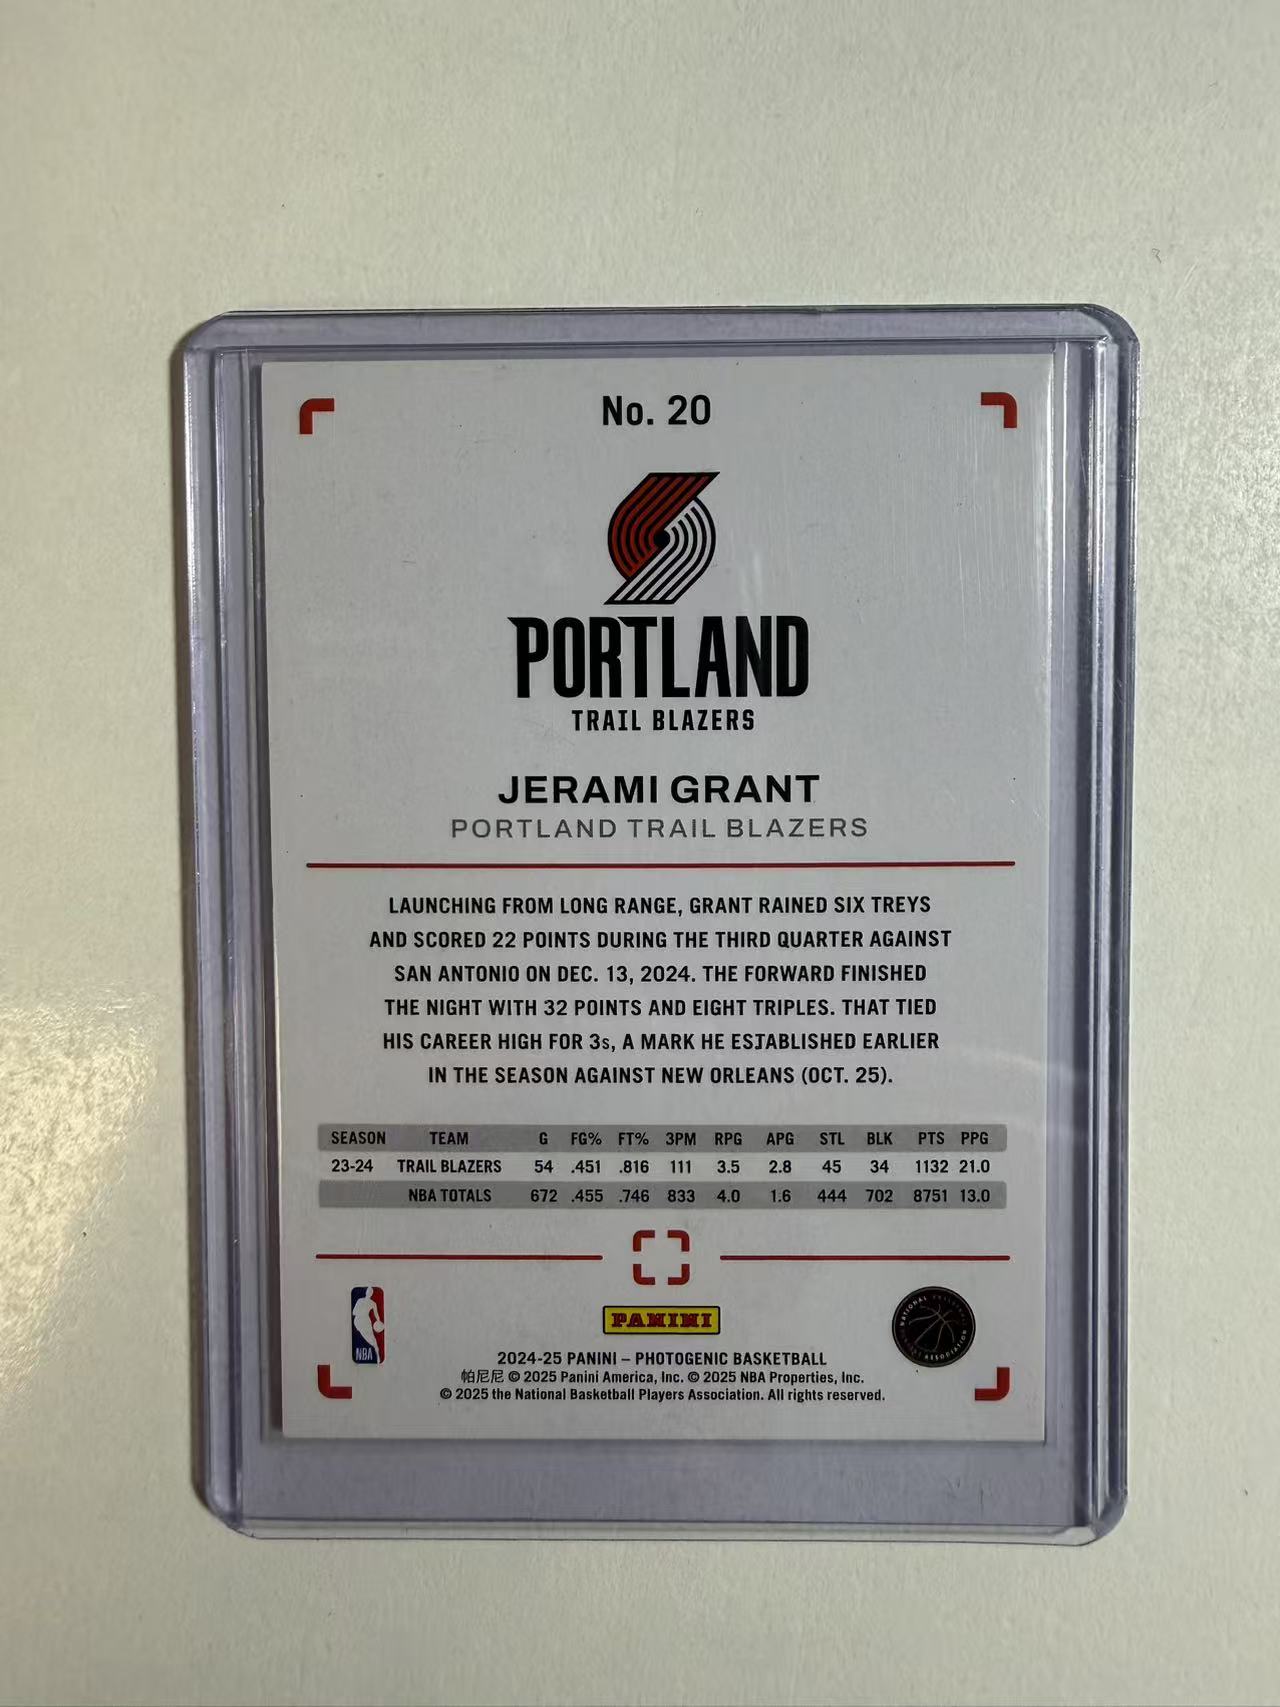 No. 20
PORTLAND
TRAIL BLAZERS
JERAMI GRANT
PORTLAND TRAIL BLAZERS
LAUNCHING FROM LONG RANGE, GRANT RAINED SIX TREYS
AND SCORED 22 POINTS DURING THE THIRD QUARTER AGAINST
SAN ANTONIO ON DEC. 13, 2024. THE FORWARD FINISHED
THE NIGHT WITH 32 POINTS AND EIGHT TRIPLES. THAT TIED
HIS CAREER HIGH FOR 3s, A MARK HE ESTABLISHED EARLIER
IN THE SEASON AGAINST NEW ORLEANS (OCT. 25).
SEASON TEAM G FG% FT% 3PM RPG APG STL BLK PTS PPG
23-24 TRAIL BLAZERS 54 .451 .816 111 3.5 2.8 45 34 1132 21.0
NBA TOTALS 672 .455 .746 833 4.0 1.6 444 702 8751 13.0
NBA
PANINI
NATIONAL BASKETBALL
PLAYERS ASSOCIATION
2024-25 PANINI – PHOTOGENIC BASKETBALL
帕尼尼 © 2025 Panini America, Inc. © 2025 NBA Properties, Inc.
© 2025 the National Basketball Players Association. All rights reserved.